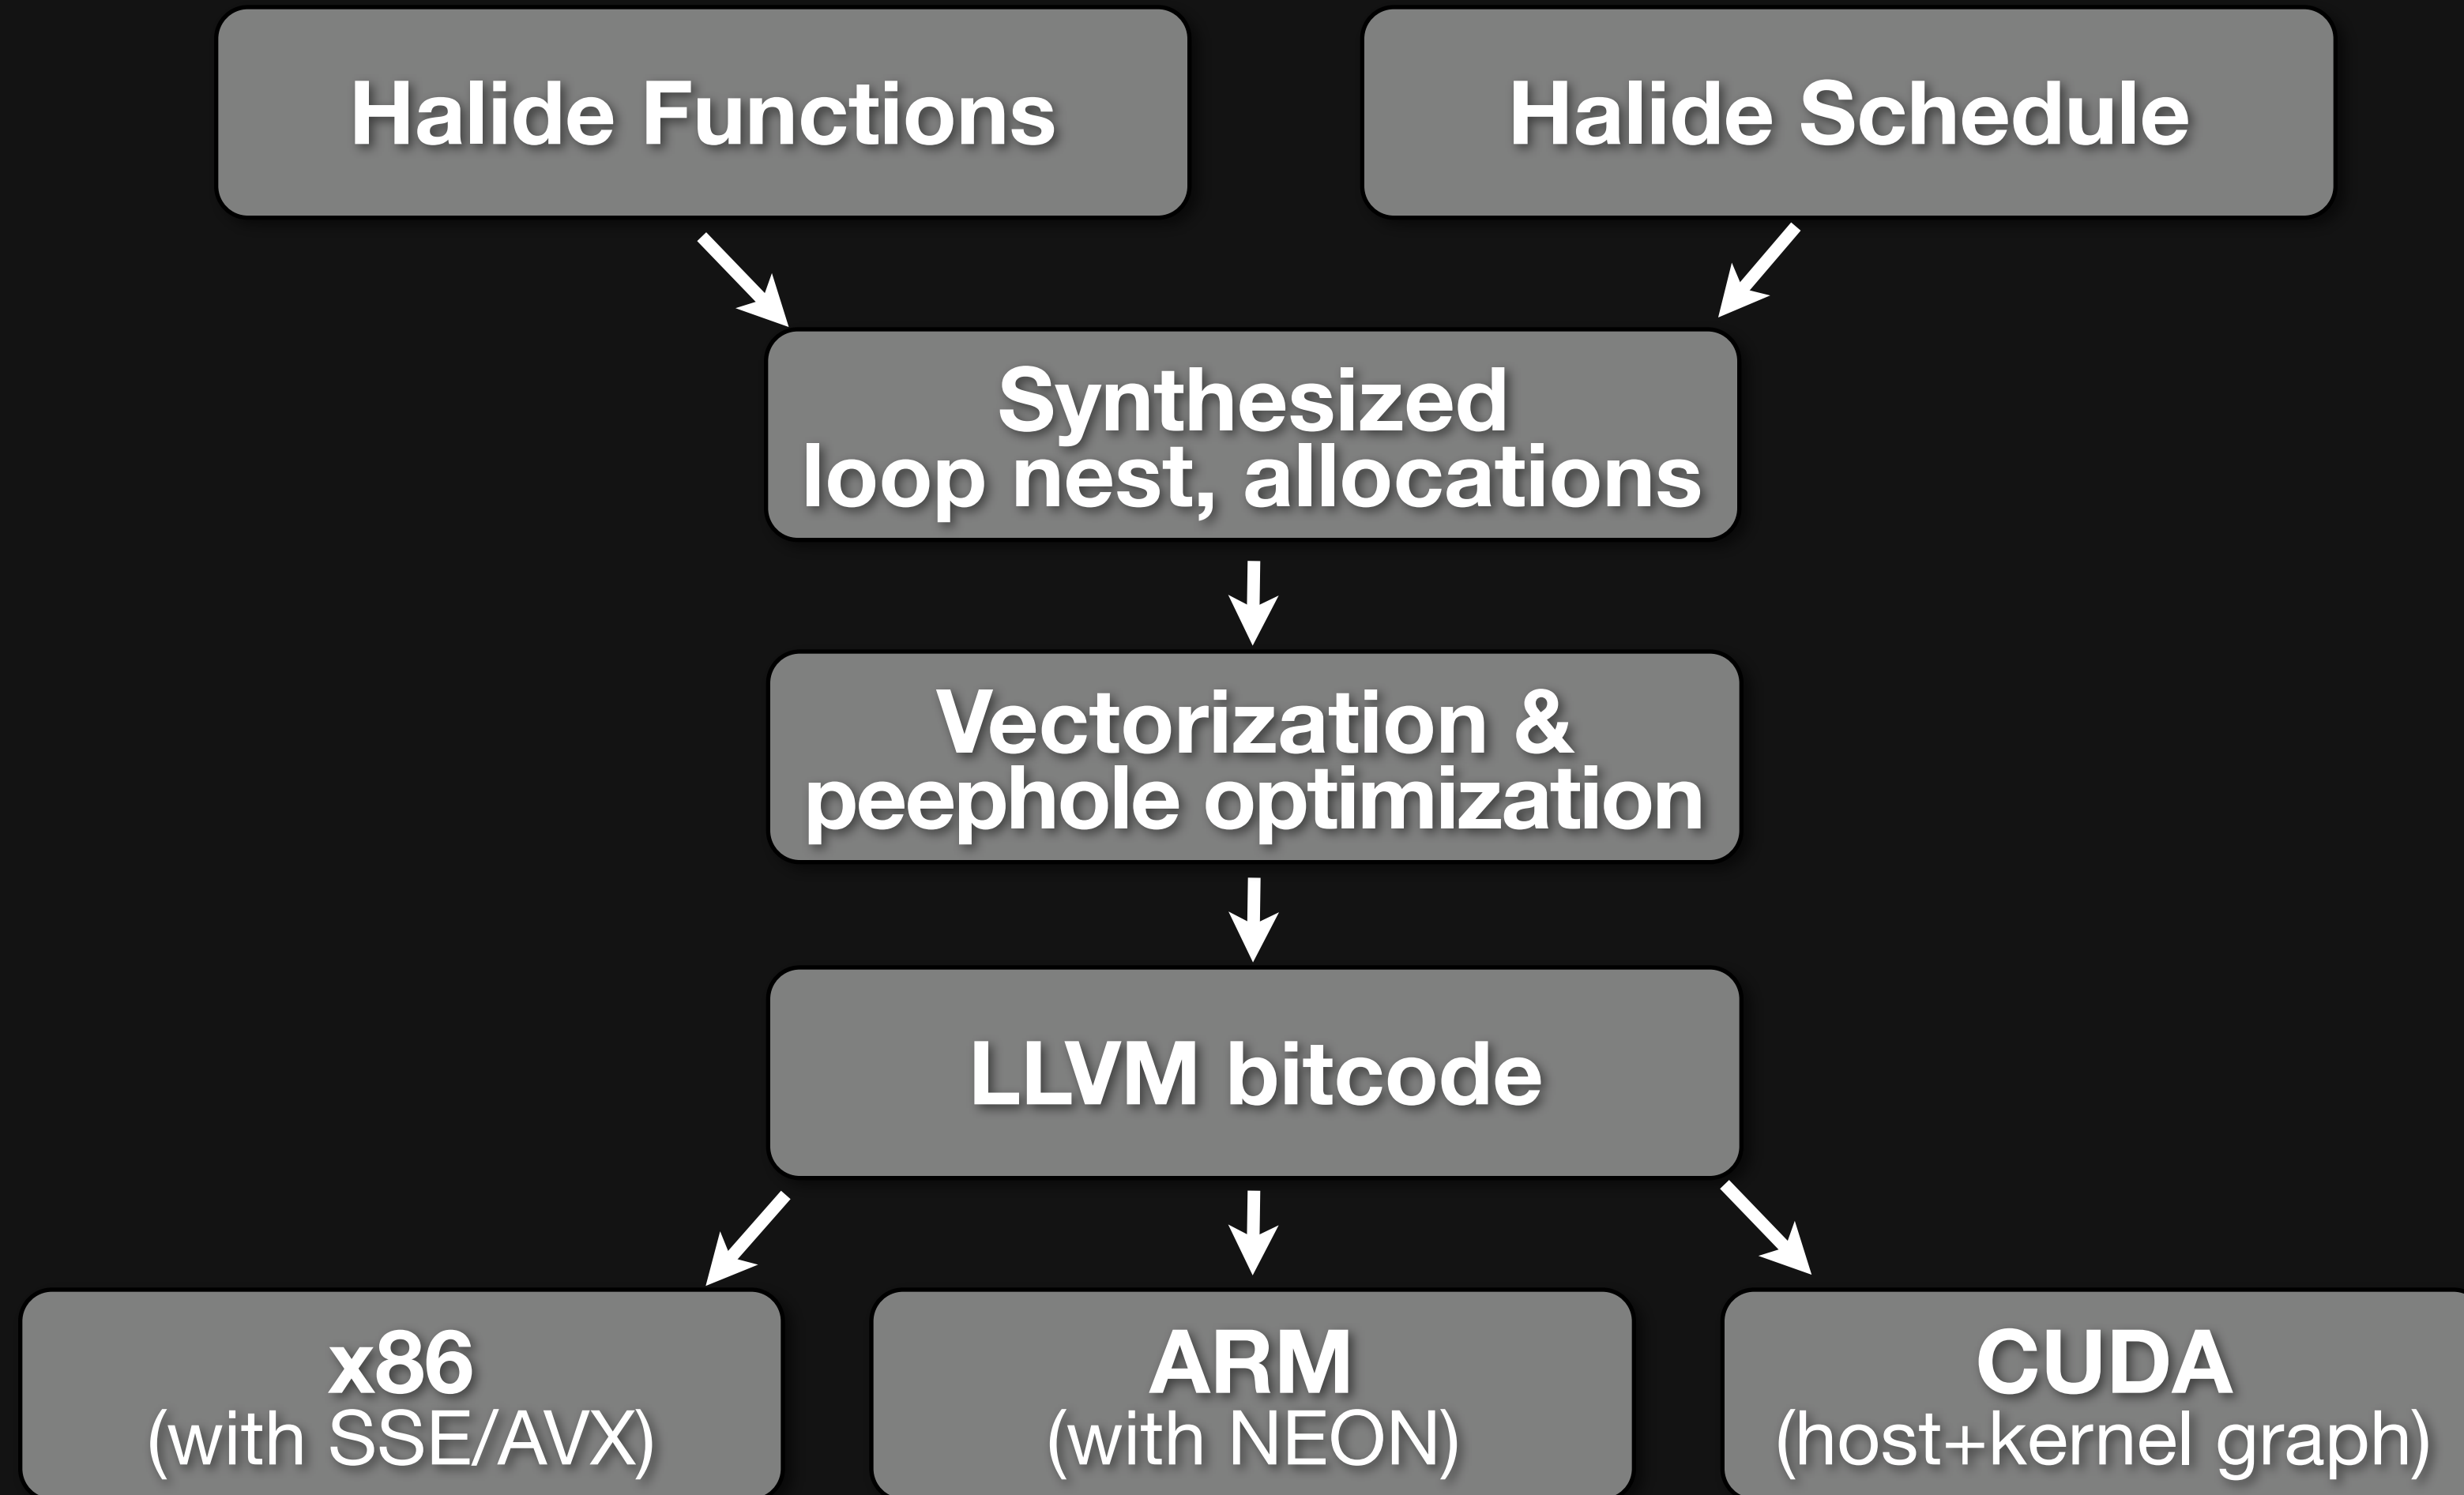 Halide Functions
Halide Schedule
Synthesized
loop nest, allocations
Vectorization &
peephole optimization
LLVM bitcode
x86
(with SSE/AVX)
ARM
(with NEON)
CUDA
(host+kernel graph)